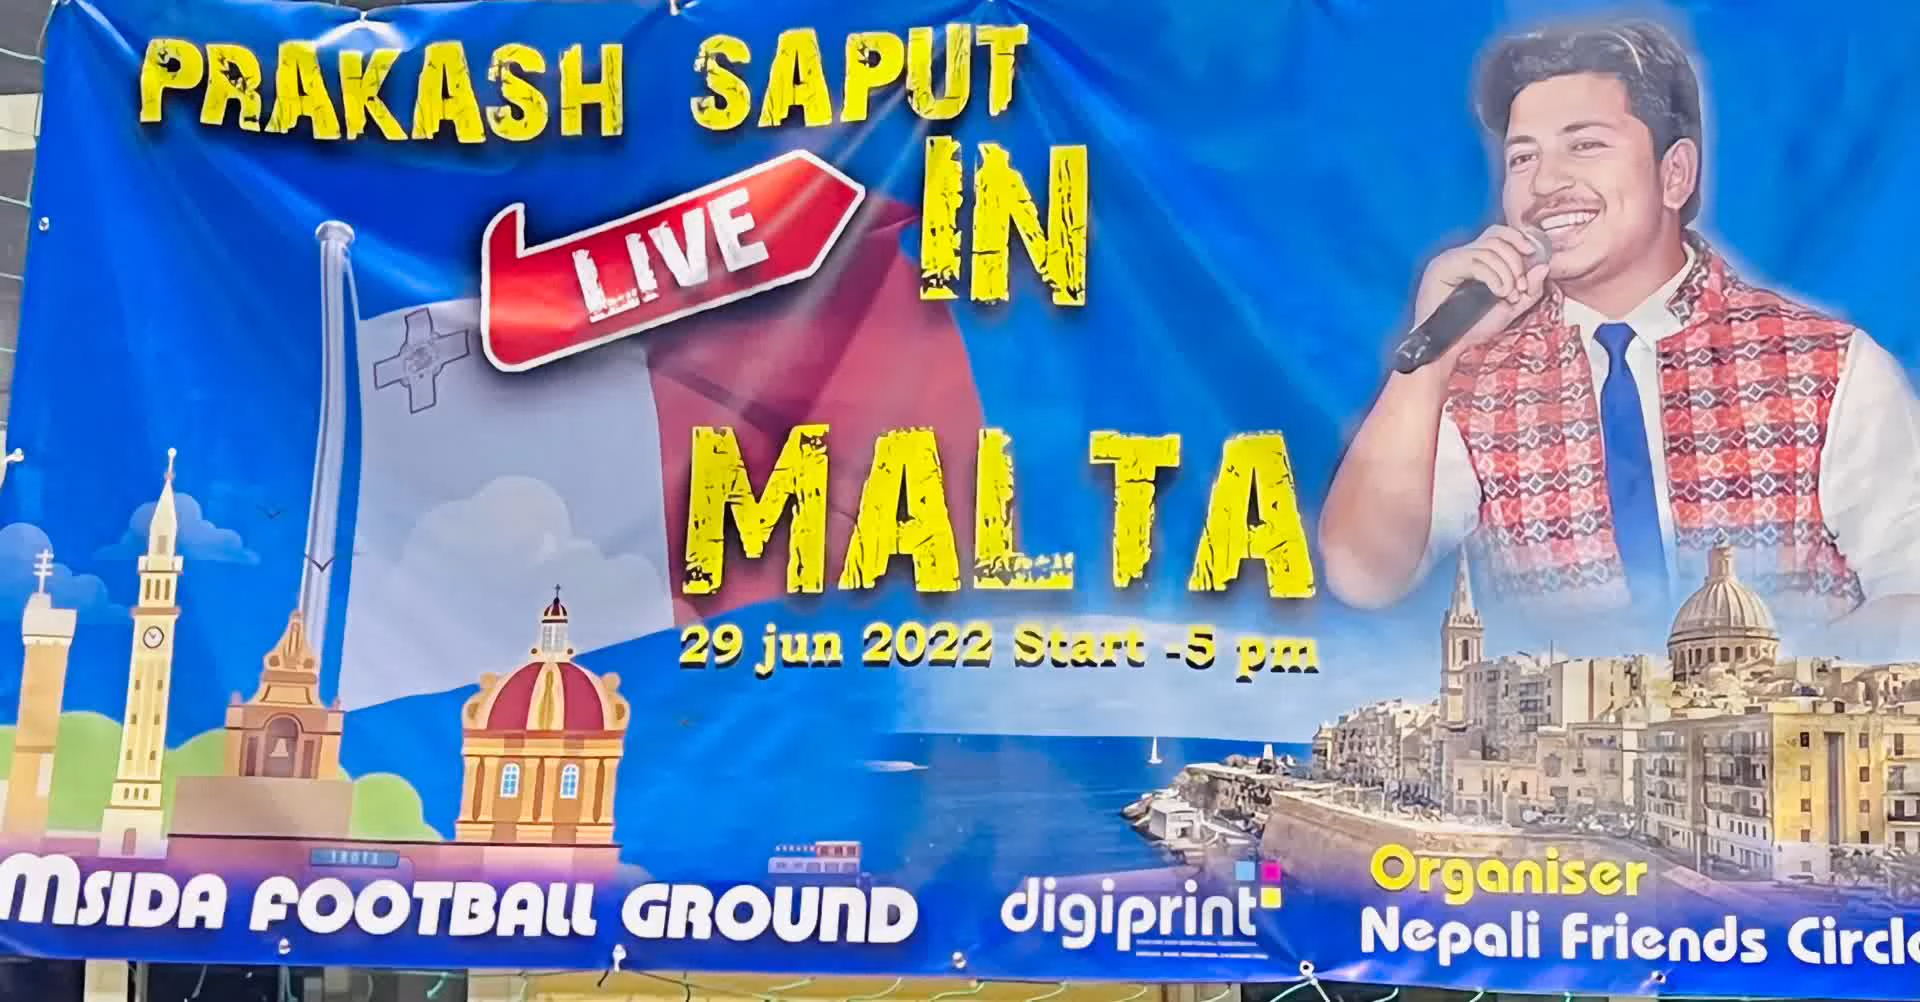 PRAKASH SAPUT
LIVE
IN
MALTA
29 jun 2022 Start -5 pm
MSIDA FOOTBALL GROUND
digiprint
Organiser
Nepali Friends Circle